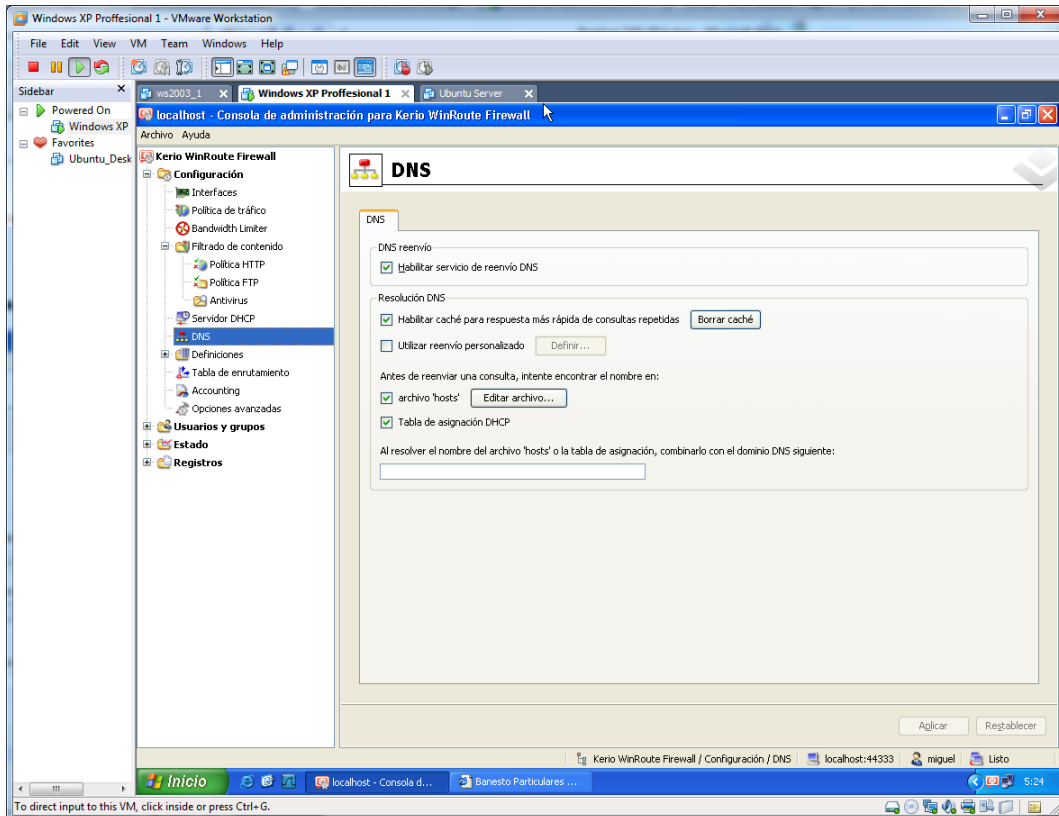 Windows XP Proffesional 1 - VMware Workstation
File Edit View VM Team Windows Help
Sidebar ×
Powered On
Windows XP
Favorites
Ubuntu_Desk
ws2003_1 × Windows XP Proffesional 1 × Ubuntu Server ×
localhost - Consola de administración para Kerio WinRoute Firewall
Archivo Ayuda
Kerio WinRoute Firewall
Configuración
Interfaces
Política de tráfico
Bandwidth Limiter
Filtrado de contenido
Política HTTP
Política FTP
Antivirus
Servidor DHCP
DNS
Definiciones
Tabla de enrutamiento
Accounting
Opciones avanzadas
Usuarios y grupos
Estado
Registros
DNS
DNS
DNS reenvío
Habilitar servicio de reenvío DNS
Resolución DNS
Habilitar caché para respuesta más rápida de consultas repetidas Borrar caché
Utilizar reenvío personalizado Definir...
Antes de reenviar una consulta, intente encontrar el nombre en:
archivo 'hosts' Editar archivo...
Tabla de asignación DHCP
Al resolver el nombre del archivo 'hosts' o la tabla de asignación, combinarlo con el dominio DNS siguiente:
Aplicar Restablecer
Kerio WinRoute Firewall / Configuración / DNS localhost:44333 miguel Listo
Inicio localhost - Consola d... Banesto Particulares ... 5:24
To direct input to this VM, click inside or press Ctrl+G.